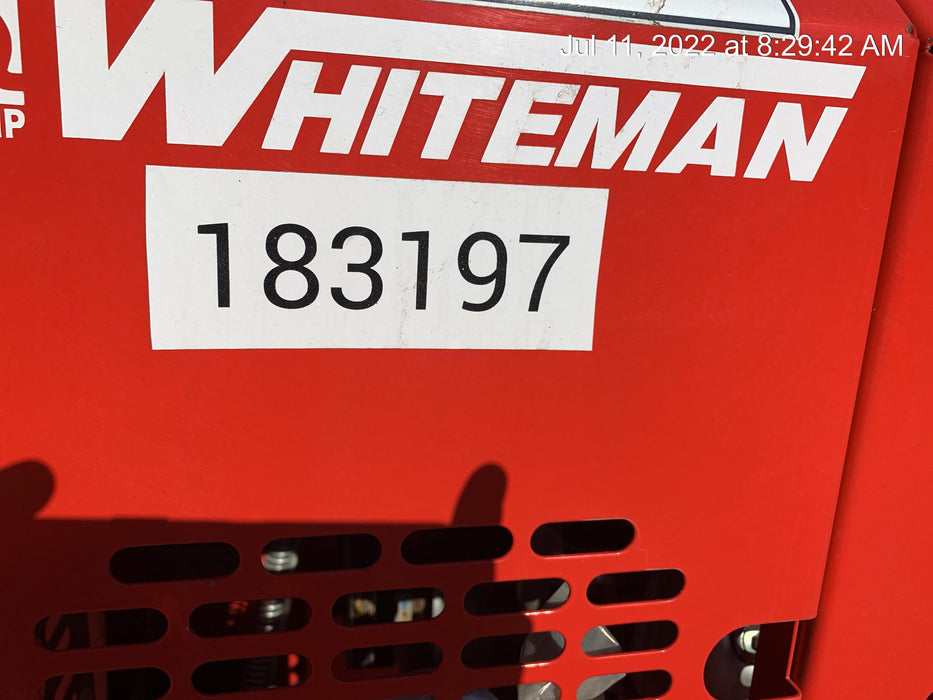 Jul 11, 2022 at 8:29:42 AM
WHITEMAN
183197